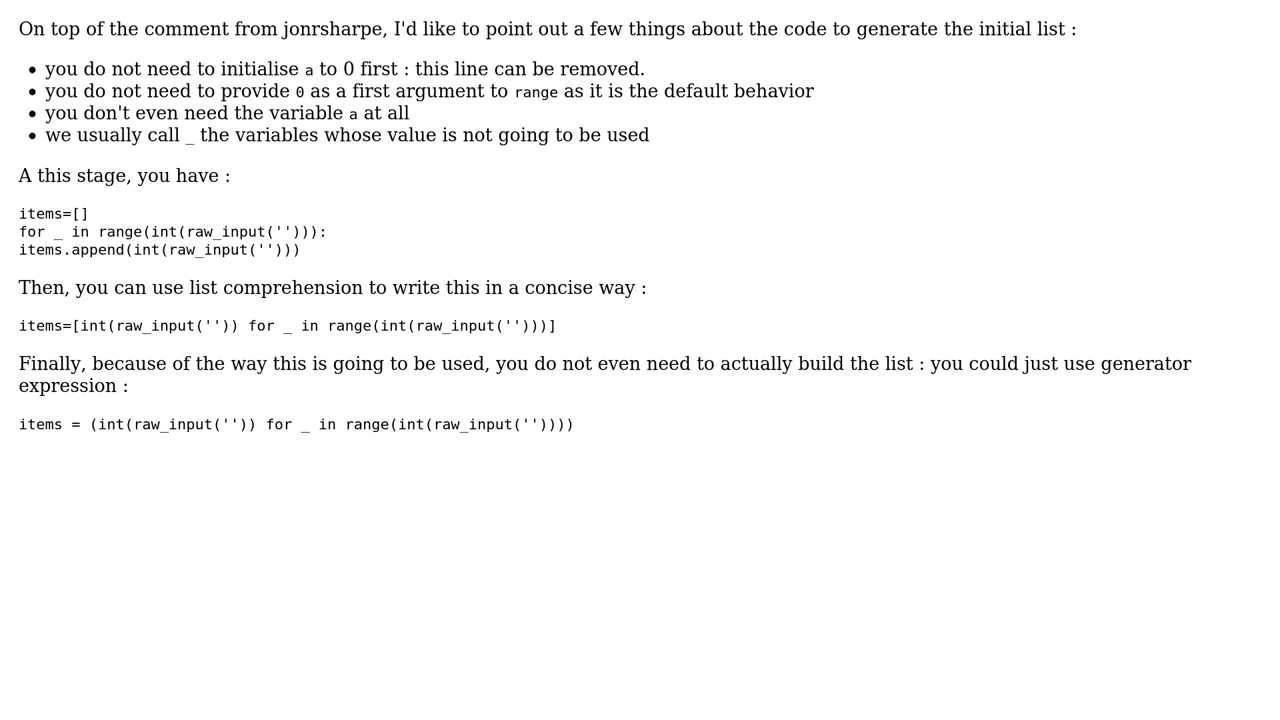 On top of the comment from jonrsharpe, I'd like to point out a few things about the code to generate the initial list :
• you do not need to initialise a to 0 first : this line can be removed.
• you do not need to provide 0 as a first argument to range as it is the default behavior
• you don't even need the variable a at all
• we usually call _ the variables whose value is not going to be used
A this stage, you have :
items=[]
for _ in range(int(raw_input(''))):
items.append(int(raw_input('')))
Then, you can use list comprehension to write this in a concise way :
items=[int(raw_input('')) for _ in range(int(raw_input('')))]
Finally, because of the way this is going to be used, you do not even need to actually build the list : you could just use generator
expression :
items = (int(raw_input('')) for _ in range(int(raw_input(''))))